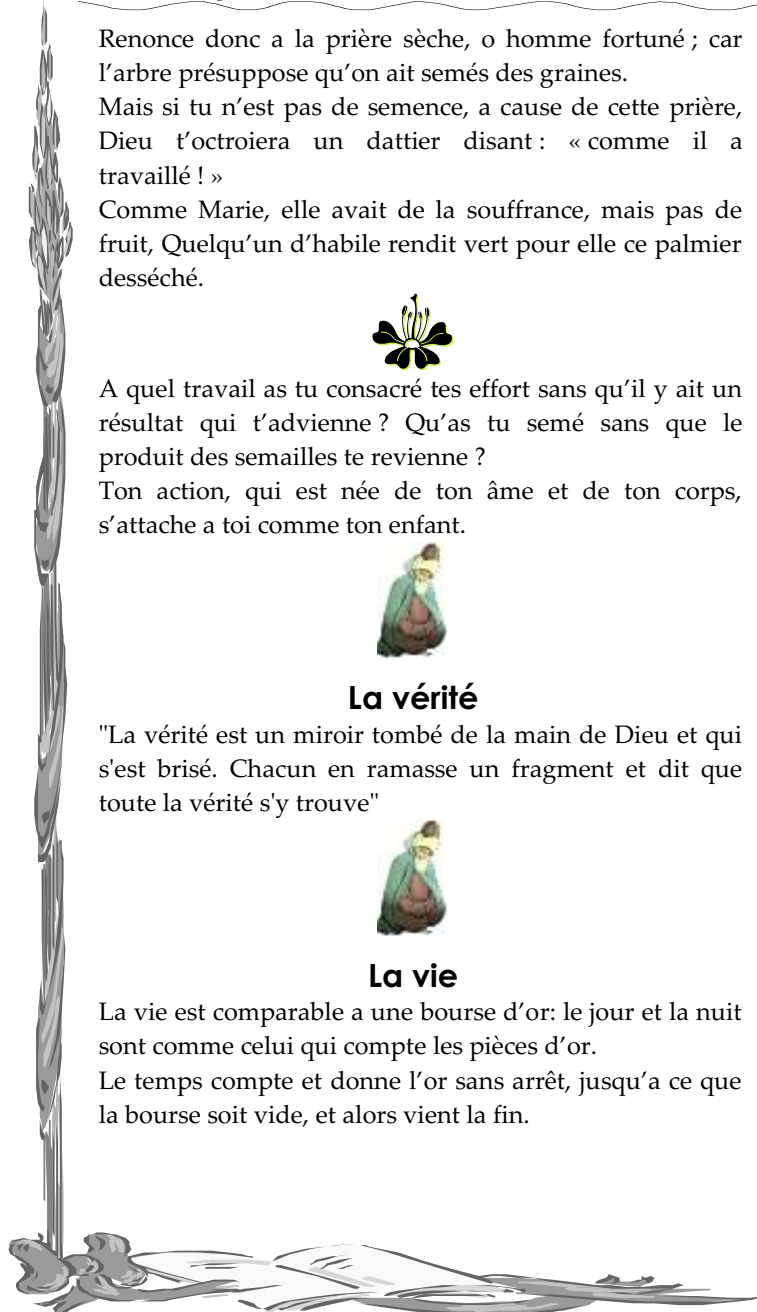 Renonce donc a la prière sèche, o homme fortuné ; car
l’arbre présuppose qu’on ait semés des graines.
Mais si tu n’est pas de semence, a cause de cette prière,
Dieu t’octroiera un dattier disant : « comme il a
travaillé ! »
Comme Marie, elle avait de la souffrance, mais pas de
fruit, Quelqu’un d’habile rendit vert pour elle ce palmier
desséché.
A quel travail as tu consacré tes effort sans qu’il y ait un
résultat qui t’advienne ? Qu’as tu semé sans que le
produit des semailles te revienne ?
Ton action, qui est née de ton âme et de ton corps,
s’attache a toi comme ton enfant.
La vérité
"La vérité est un miroir tombé de la main de Dieu et qui
s'est brisé. Chacun en ramasse un fragment et dit que
toute la vérité s'y trouve"
La vie
La vie est comparable a une bourse d’or: le jour et la nuit
sont comme celui qui compte les pièces d’or.
Le temps compte et donne l’or sans arrêt, jusqu’a ce que
la bourse soit vide, et alors vient la fin.